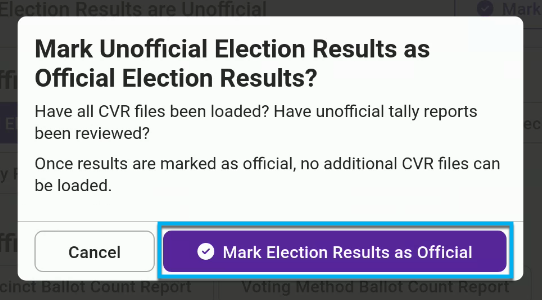 Election Results are Unofficial
Mark
Mark Unofficial Election Results as
Official Election Results?
Have all CVR files been loaded? Have unofficial tally reports
been reviewed?
Once results are marked as official, no additional CVR files can
be loaded.
Cancel
Mark Election Results as Official
Ballot Count Report
Voting Method Ballot Count Report